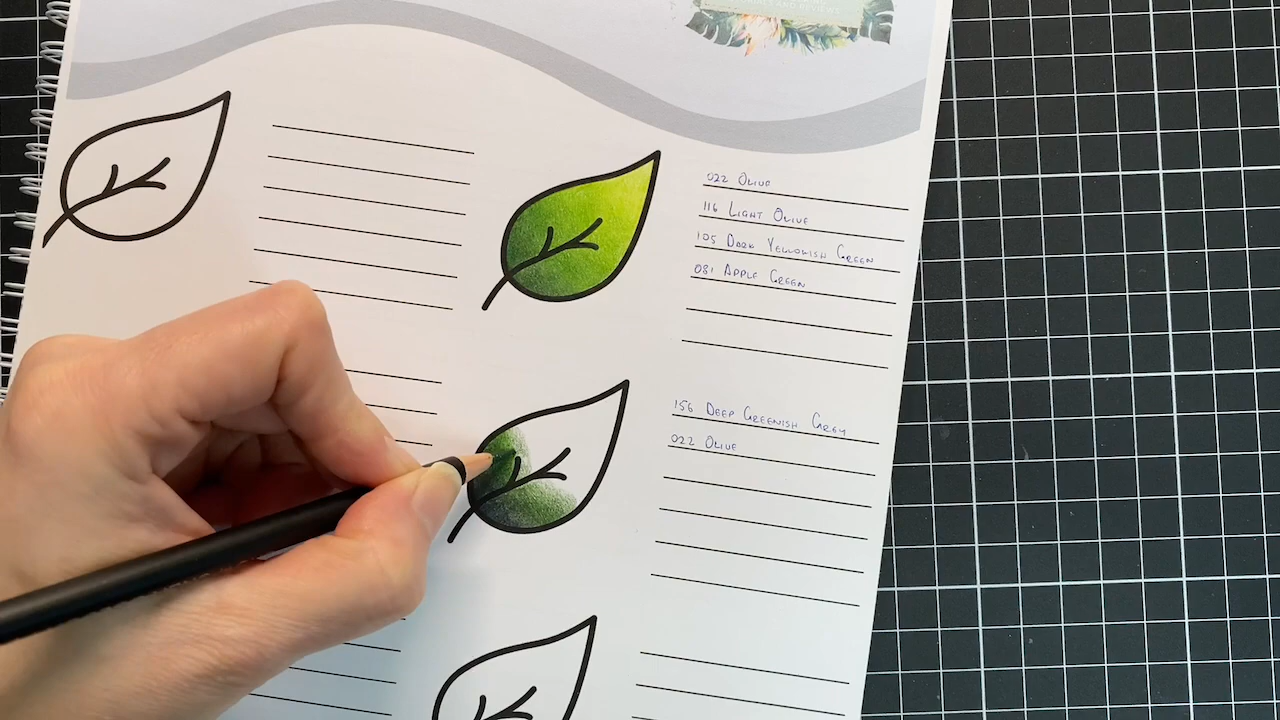 022 Olive
116 Light Olive
105 Dark Yellowish Green
081 Apple Green
156 Deep Greenish Grey
022 Olive